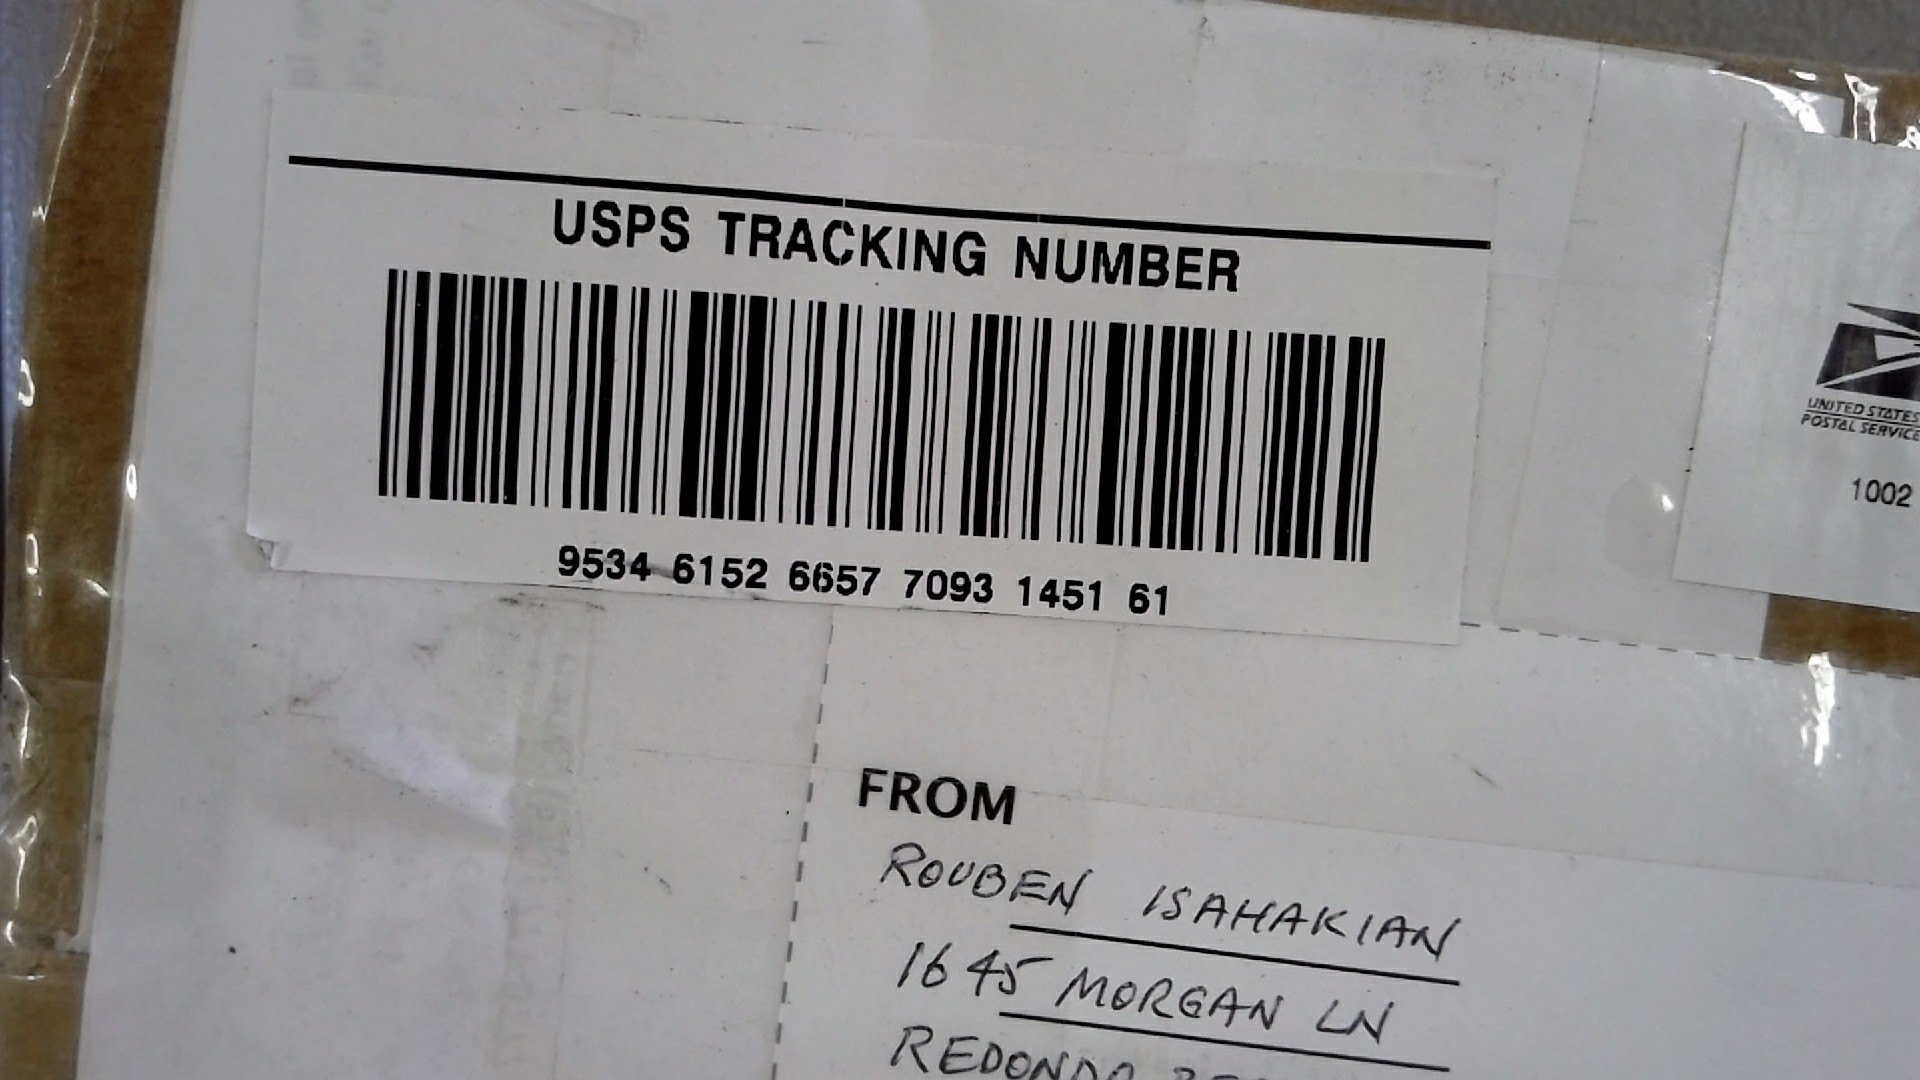 USPS TRACKING NUMBER
9534 6152 6657 7093 1451 61
UNITED STATES
POSTAL SERVICE
1002
FROM
ROUBEN ISAHAKIAN
1645 MORGAN LN
REDONDO